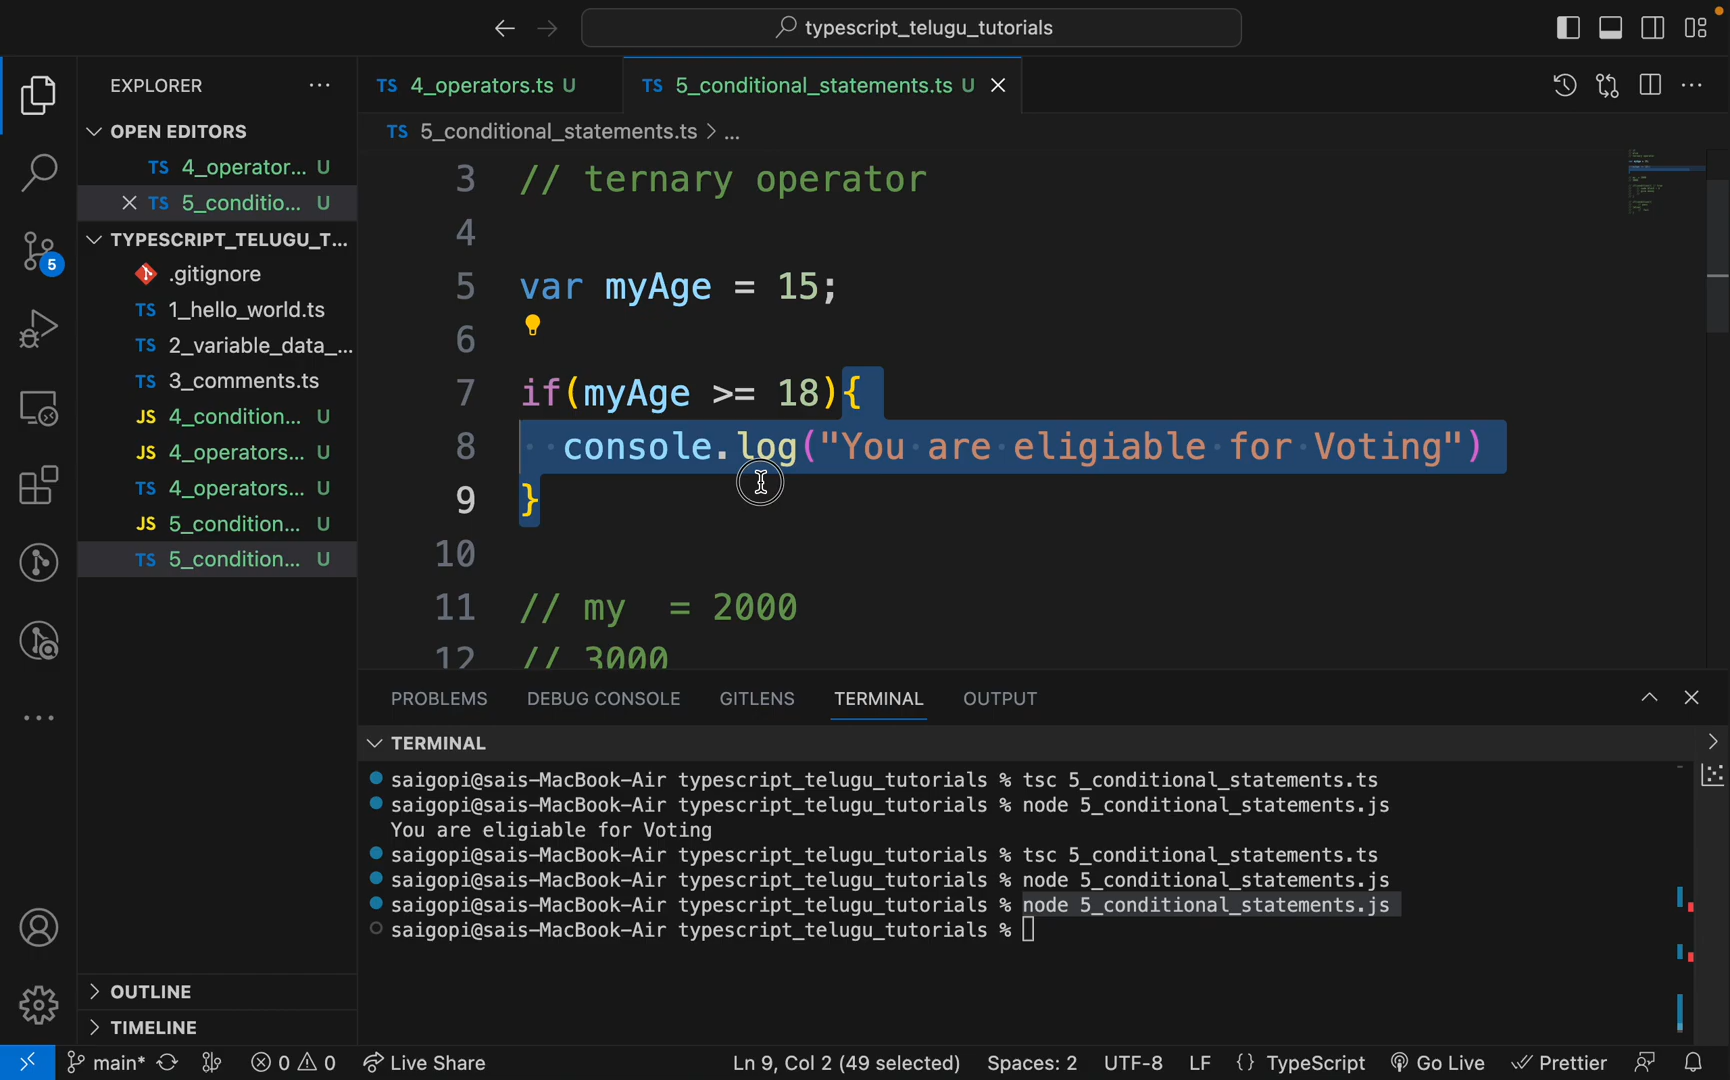 typescript_telugu_tutorials
EXPLORER
OPEN EDITORS
TS 4_operator... U
TS 5_conditio... U
TYPESCRIPT_TELUGU_T...
.gitignore
TS 1_hello_world.ts
TS 2_variable_data_...
TS 3_comments.ts
JS 4_condition... U
JS 4_operators... U
TS 4_operators... U
JS 5_condition... U
TS 5_condition... U
5
OUTLINE
TIMELINE
TS 4_operators.ts U
TS 5_conditional_statements.ts U
TS 5_conditional_statements.ts > ...
3 // ternary operator
4
5 var myAge = 15;
6
7 if(myAge >= 18){
8 console.log("You are eligiable for Voting")
9 }
10
11 // my  = 2000
12 // 3000
PROBLEMS DEBUG CONSOLE GITLENS TERMINAL OUTPUT
TERMINAL
saigopi@sais-MacBook-Air typescript_telugu_tutorials % tsc 5_conditional_statements.ts
saigopi@sais-MacBook-Air typescript_telugu_tutorials % node 5_conditional_statements.js
You are eligiable for Voting
saigopi@sais-MacBook-Air typescript_telugu_tutorials % tsc 5_conditional_statements.ts
saigopi@sais-MacBook-Air typescript_telugu_tutorials % node 5_conditional_statements.js
saigopi@sais-MacBook-Air typescript_telugu_tutorials % node 5_conditional_statements.js
saigopi@sais-MacBook-Air typescript_telugu_tutorials %
main* 0 0 Live Share Ln 9, Col 2 (49 selected) Spaces: 2 UTF-8 LF {} TypeScript Go Live Prettier